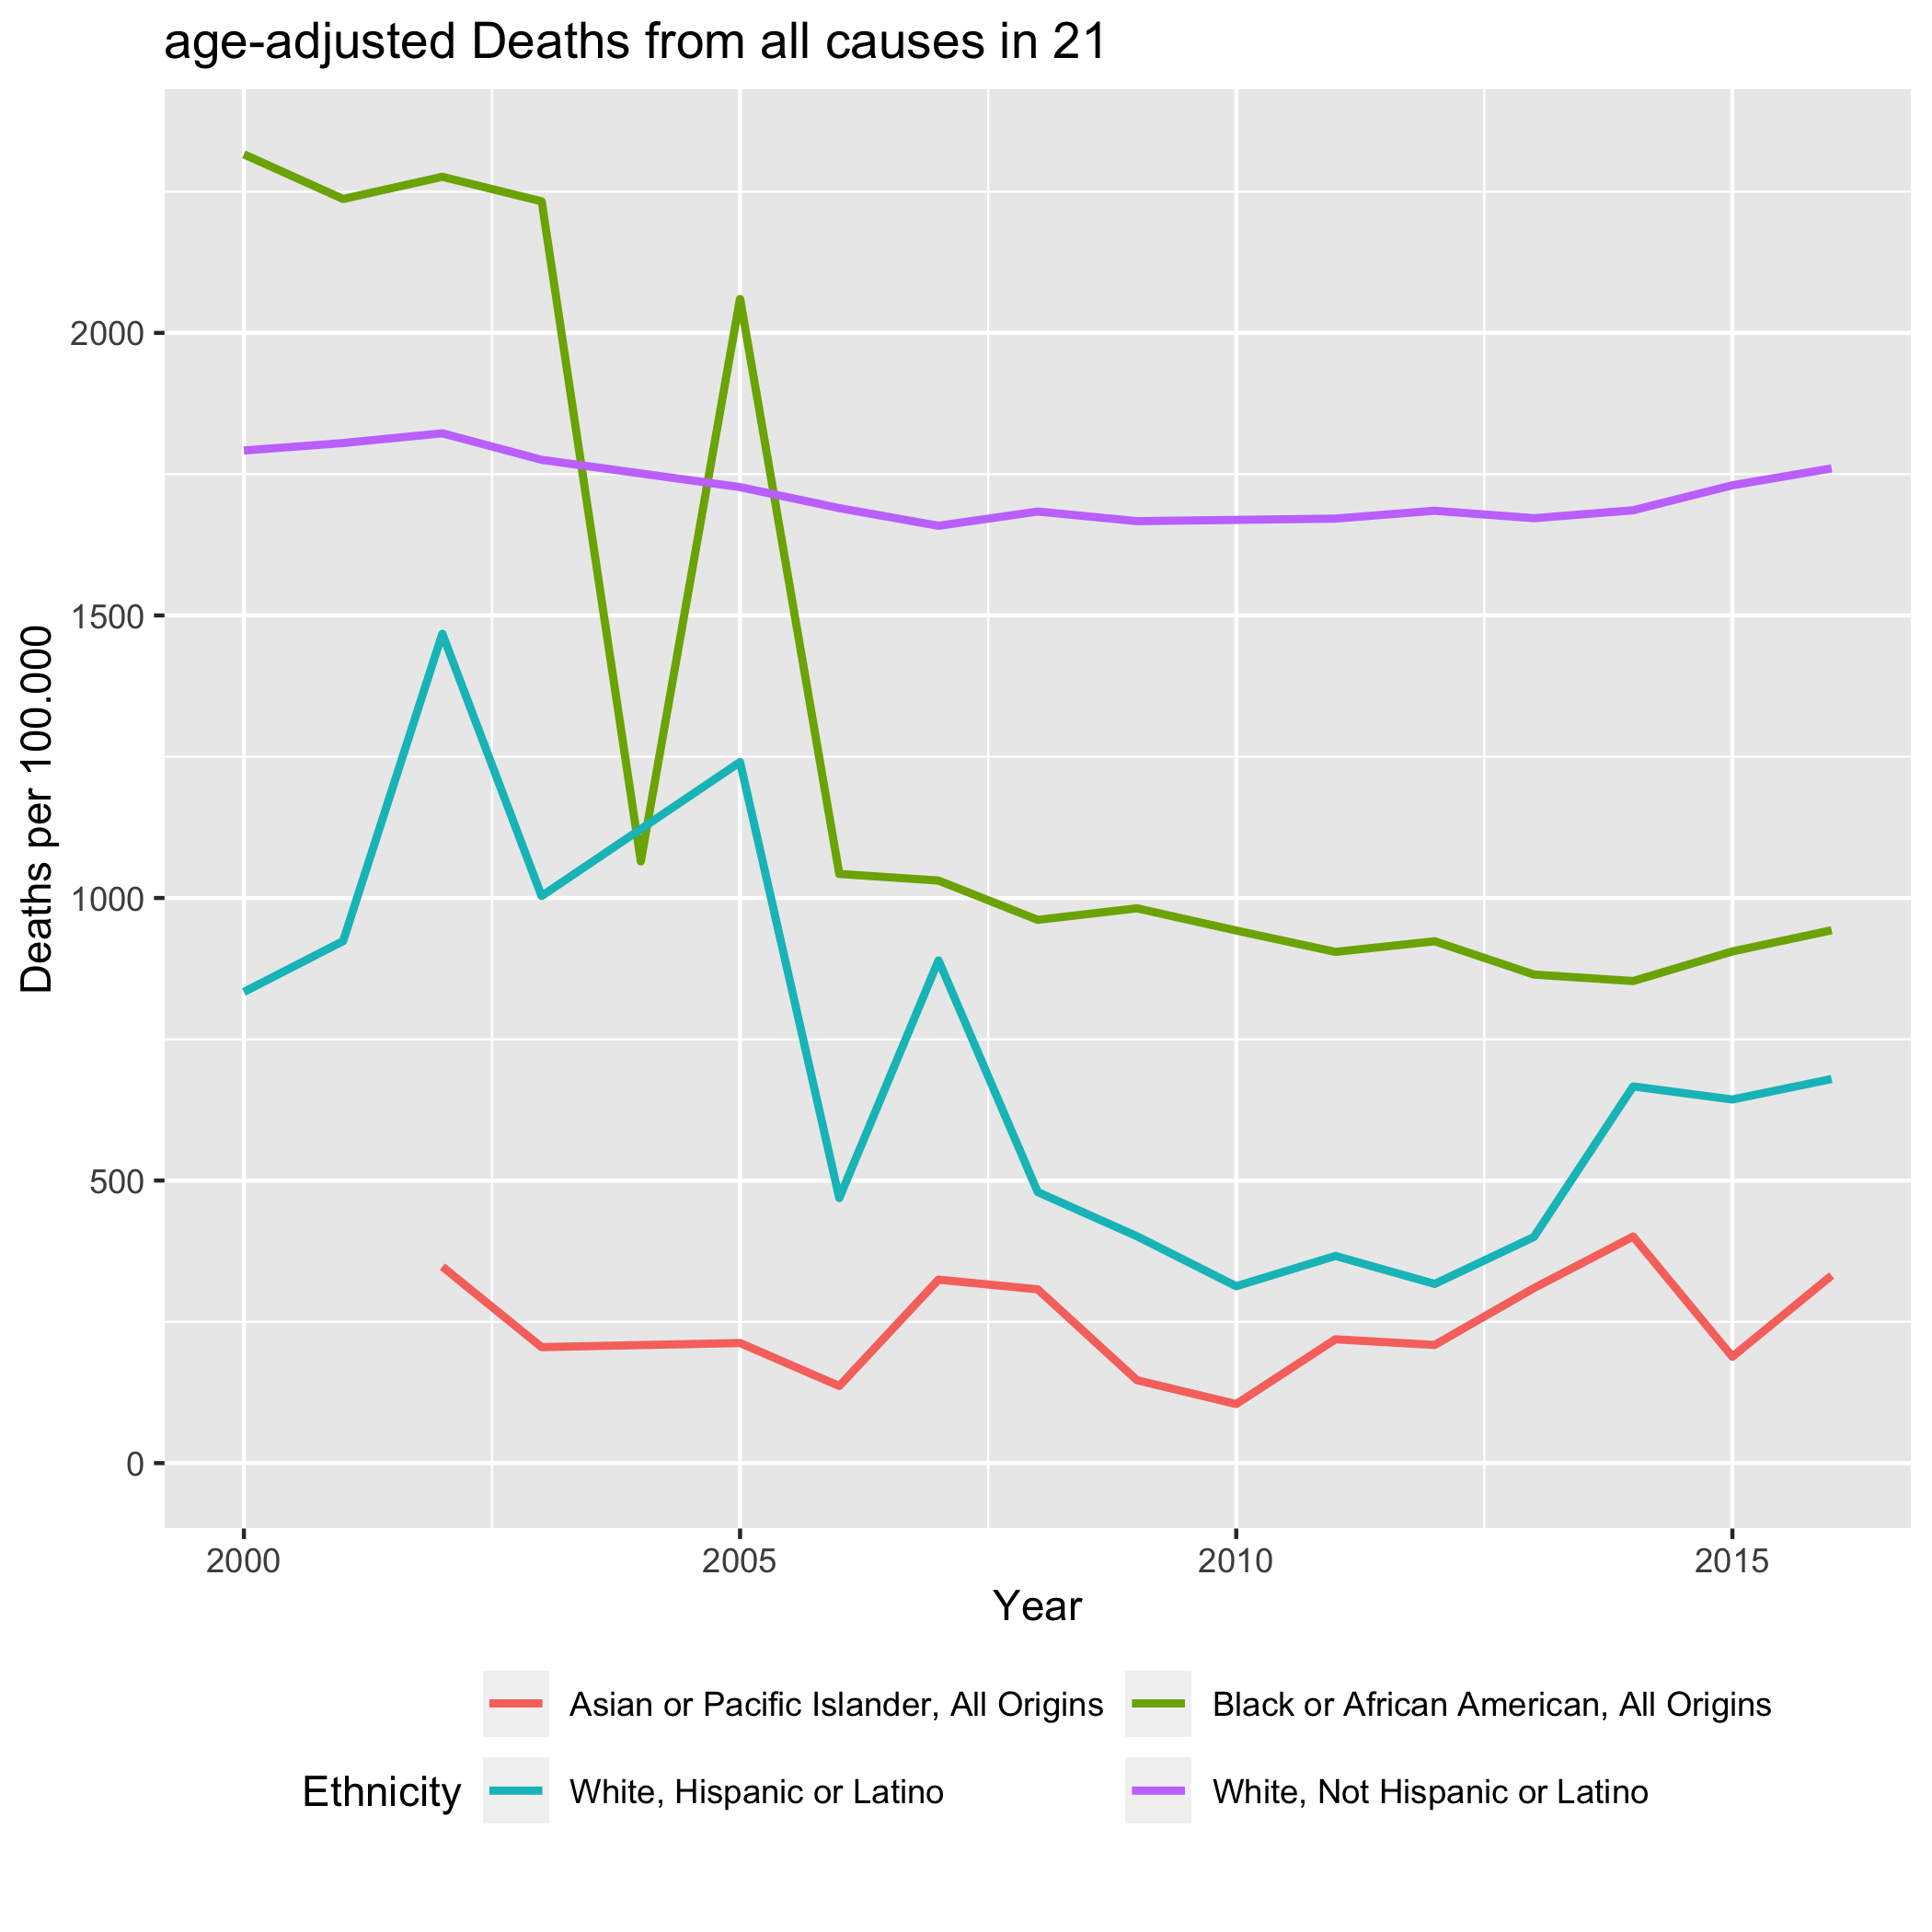 age-adjusted Deaths from all causes in 21
Deaths per 100.000
2000
1500
1000
500
0
2000 2005 2010 2015
Year
Ethnicity
Asian or Pacific Islander, All Origins
Black or African American, All Origins
White, Hispanic or Latino
White, Not Hispanic or Latino